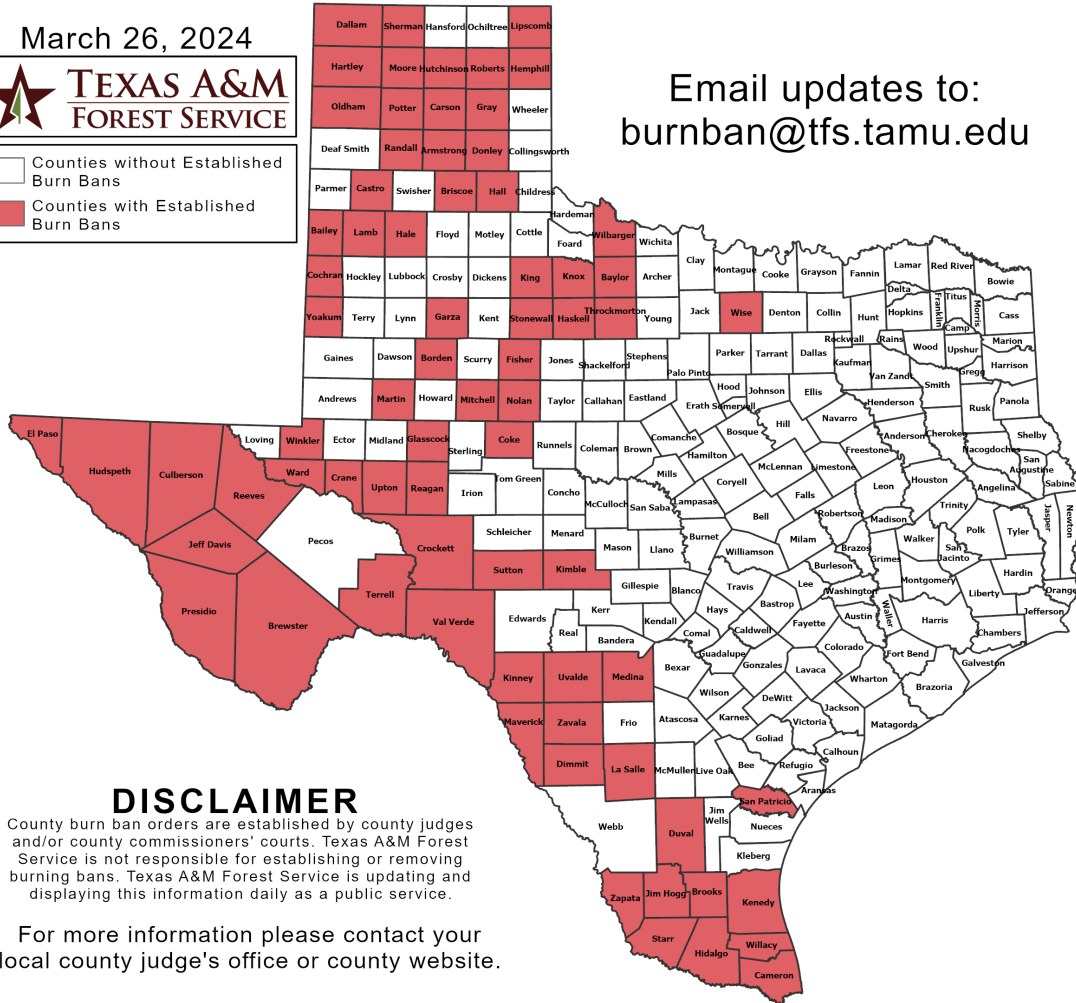 March 26, 2024
TEXAS A&M
FOREST SERVICE
Counties without Established
Burn Bans
Counties with Established
Burn Bans
Email updates to:
burnban@tfs.tamu.edu
Dallam Sherman Hansford Ochiltree Lipscomb
Hartley Moore Hutchinson Roberts Hemphill
Oldham Potter Carson Gray Wheeler
Deaf Smith Randall Armstrong Donley Collingsworth
Parmer Castro Swisher Briscoe Hall Childress
Hardeman
Bailey Lamb Hale Floyd Motley Cottle Foard Wilbarger Wichita
Clay Montague Cooke Grayson Fannin Lamar Red River Bowie
Cochran Hockley Lubbock Crosby Dickens King Knox Baylor Archer
Delta Franklin Titus Morris Cass
Yoakum Terry Lynn Garza Kent Stonewall Haskell Throckmorton Young Jack Wise Denton Collin Hunt Hopkins
Camp Rockwall Rains Wood Upshur Marion
Gaines Dawson Borden Scurry Fisher Jones Shackelford Stephens Palo Pinto Parker Tarrant Dallas Kaufman Van Zandt Gregg Harrison
Smith
Andrews Martin Howard Mitchell Nolan Taylor Callahan Eastland Erath Somervell Hood Johnson Ellis Henderson Rusk Panola
El Paso Hudspeth Culberson Reeves Loving Winkler Ector Midland Glasscock Sterling Coke Runnels Coleman Brown Comanche Bosque Hill Navarro Anderson Cherokee Nacogdoches Shelby
Ward Crane Upton Reagan Irion Tom Green Concho Mills Hamilton McLennan Limestone Freestone San
Augustine Sabine
McCulloch San Saba Lampasas Coryell Falls Leon Houston Angelina
Jeff Davis Pecos Crockett Schleicher Menard Bell Robertson Madison Trinity Polk Tyler Jasper Newton
Mason Llano Burnet Williamson Milam Brazos Grimes Walker San
Jacinto
Sutton Kimble Burleson Montgomery Hardin
Presidio Brewster Terrell Val Verde Edwards Gillespie Blanco Travis Lee Washington Liberty Orange
Kerr Kendall Hays Bastrop Fayette Austin Waller Harris Jefferson
Real Bandera Comal Caldwell Colorado Fort Bend Chambers
Kinney Uvalde Medina Bexar Guadalupe Gonzales Lavaca Wharton Brazoria Galveston
Maverick Zavala Frio Atascosa Wilson Karnes DeWitt Jackson Matagorda
Goliad Victoria Calhoun
Dimmit La Salle McMullen Live Oak Bee Refugio Aransas
Webb Duval Jim
Wells San Patricio Nueces
Kleberg
Zapata Jim Hogg Brooks Kenedy
Starr Hidalgo Willacy
Cameron
DISCLAIMER
County burn ban orders are established by county judges
and/or county commissioners' courts. Texas A&M Forest
Service is not responsible for establishing or removing
burning bans. Texas A&M Forest Service is updating and
displaying this information daily as a public service.
For more information please contact your
local county judge's office or county website.